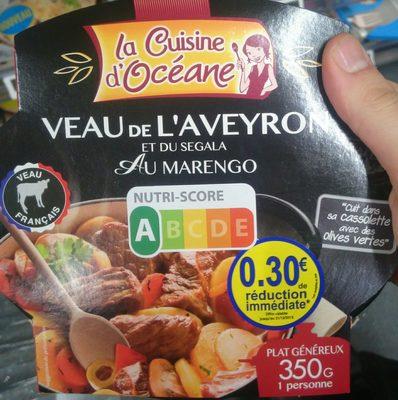 NOUVEAU
La Cuisine
d'Océane
VEAU DE L'AVEYRON
ET DU SEGALA
AU MARENGO
VEAU
FRANÇAIS
NUTRI-SCORE
A B C D E
"Cuit dans
sa cassolette
avec des
olives vertes"
0.30€
de
réduction
immédiate*
PLAT GÉNÉREUX
350G
1 personne